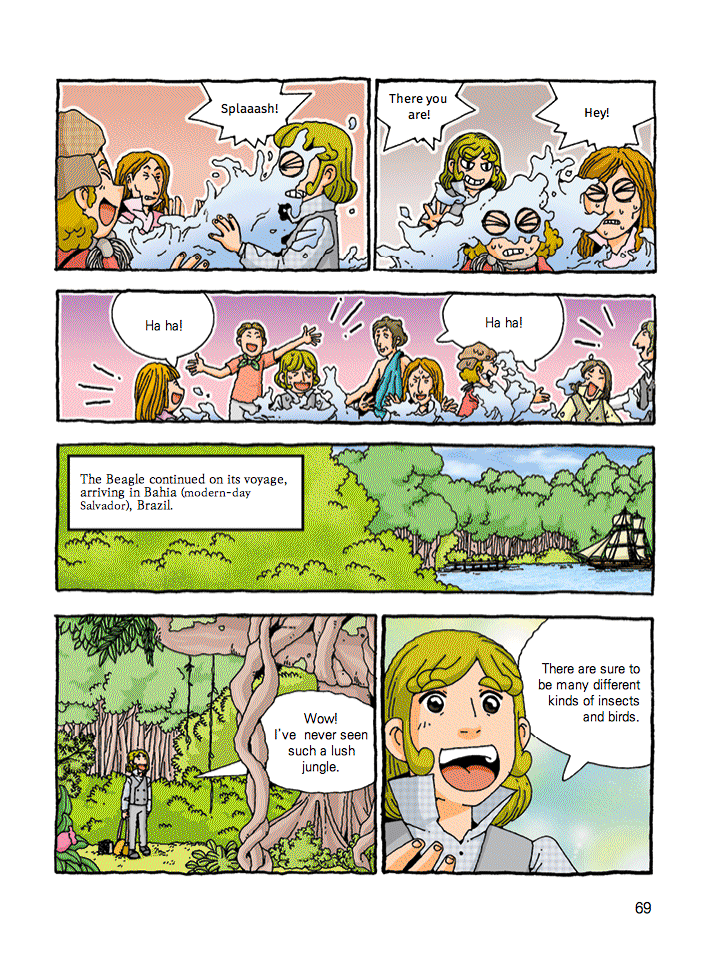 Splaaash!
There you
are!
Hey!
Ha ha!
Ha ha!
The Beagle continued on its voyage,
arriving in Bahia (modern-day
Salvador), Brazil.
Wow!
I've never seen
such a lush
jungle.
There are sure to
be many different
kinds of insects
and birds.
69